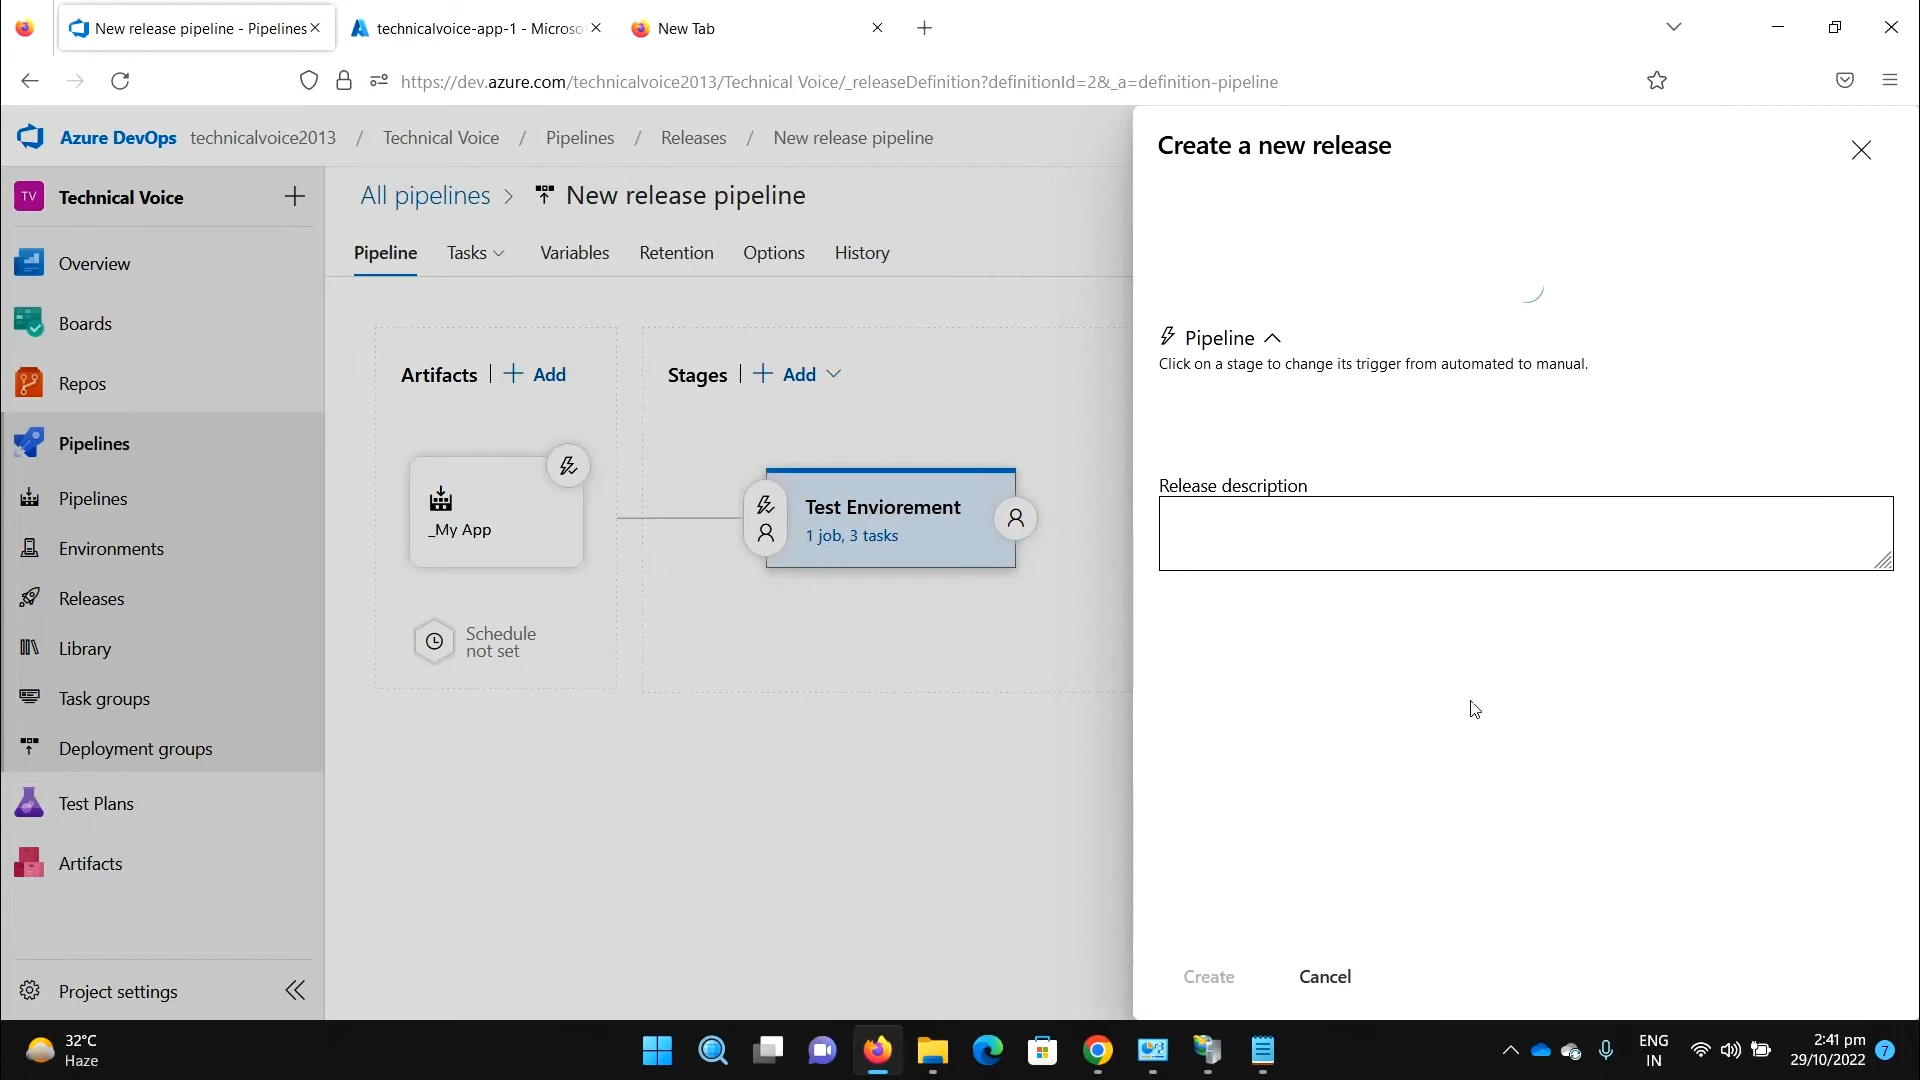 New release pipeline - Pipelines
technicalvoice-app-1 - Microso
New Tab
https://dev.azure.com/technicalvoice2013/Technical Voice/_releaseDefinition?definitionId=2&_a=definition-pipeline
Azure DevOps technicalvoice2013 / Technical Voice / Pipelines / Releases / New release pipeline
TV Technical Voice
Overview
Boards
Repos
Pipelines
Pipelines
Environments
Releases
Library
Task groups
Deployment groups
Test Plans
Artifacts
Project settings
All pipelines > New release pipeline
Pipeline Tasks Variables Retention Options History
Artifacts | + Add
Stages | + Add
_My App
Test Enviorement
1 job, 3 tasks
Schedule
not set
Create a new release
Pipeline
Click on a stage to change its trigger from automated to manual.
Release description
Create Cancel
32°C
Haze
ENG
IN
2:41 pm
29/10/2022
7